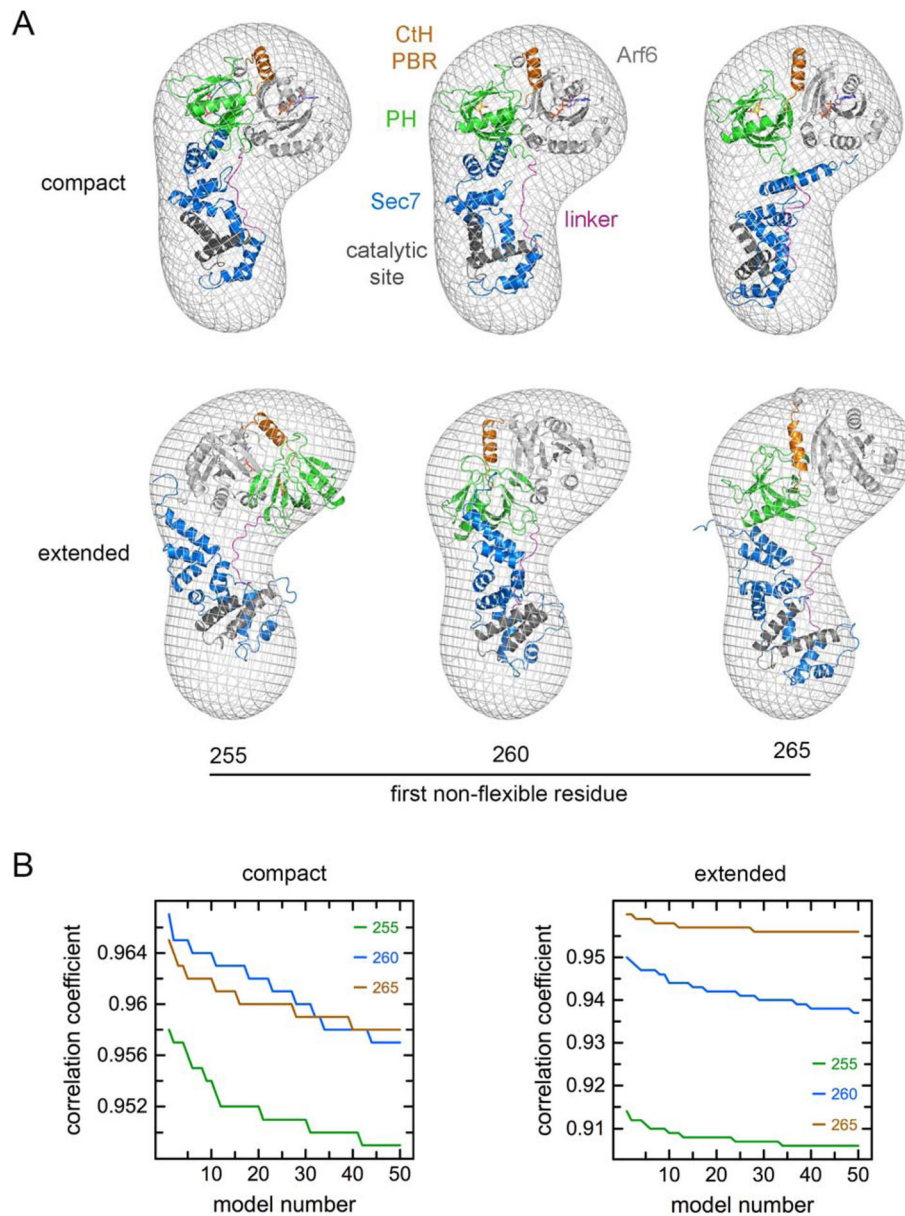 A
CtH
PBR
Arf6
PH
compact
Sec7
linker
catalytic
site
extended
255 260 265
first non-flexible residue
B
compact
correlation coefficient
0.964
0.96
0.956
0.952
255
260
265
10 20 30 40 50
model number
extended
correlation coefficient
0.95
0.94
0.93
0.92
0.91
255
260
265
10 20 30 40 50
model number